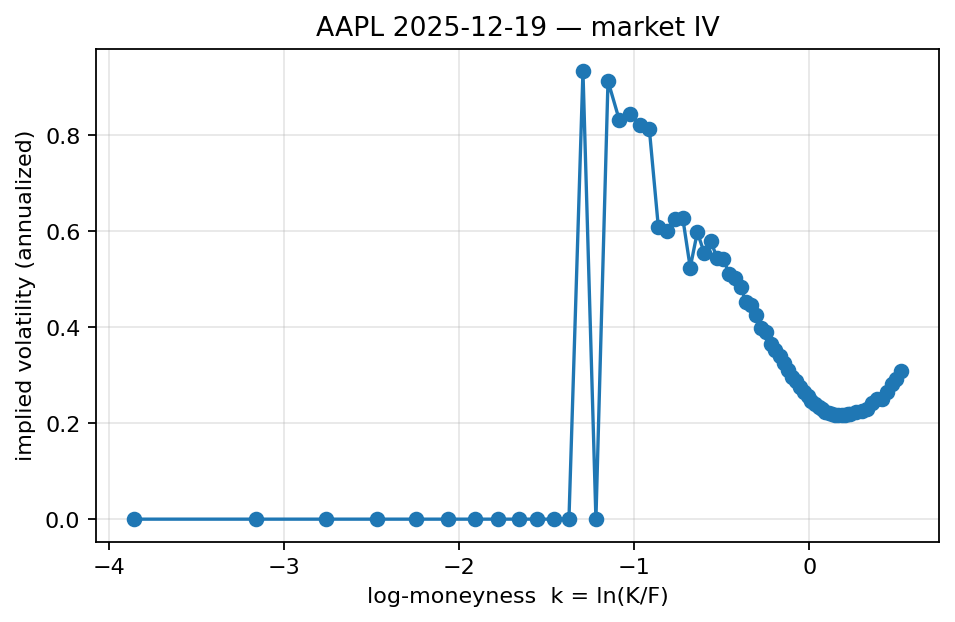 AAPL 2025-12-19 — market IV
implied volatility (annualized)
0.8
0.6
0.4
0.2
0.0
−4 −3 −2 −1 0
log-moneyness k = ln(K/F)